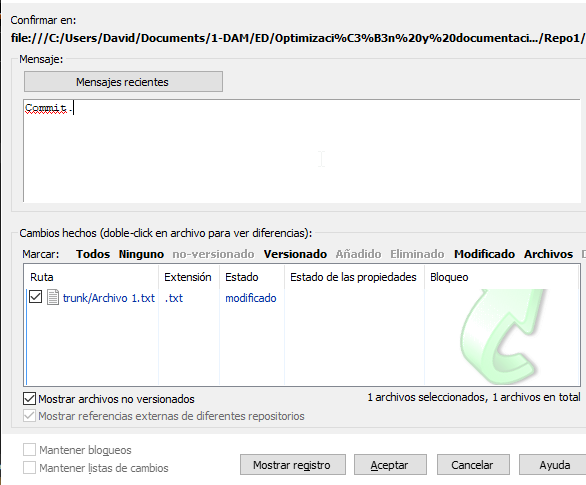 Confirmar en:
file:///C:/Users/David/Documents/1-DAM/ED/Optimizaci%C3%B3n%20y%20documentaci.../Repo1/
Mensaje:
Mensajes recientes
Commit.
Cambios hechos (doble-click en archivo para ver diferencias):
Marcar: Todos Ninguno no-versionado Versionado Añadido Eliminado Modificado Archivos
Ruta Extensión Estado Estado de las propiedades Bloqueo
trunk/Archivo 1.txt .txt modificado
Mostrar archivos no versionados 1 archivos seleccionados, 1 archivos en total
Mostrar referencias externas de diferentes repositorios
Mantener bloqueos
Mantener listas de cambios
Mostrar registro Aceptar Cancelar Ayuda